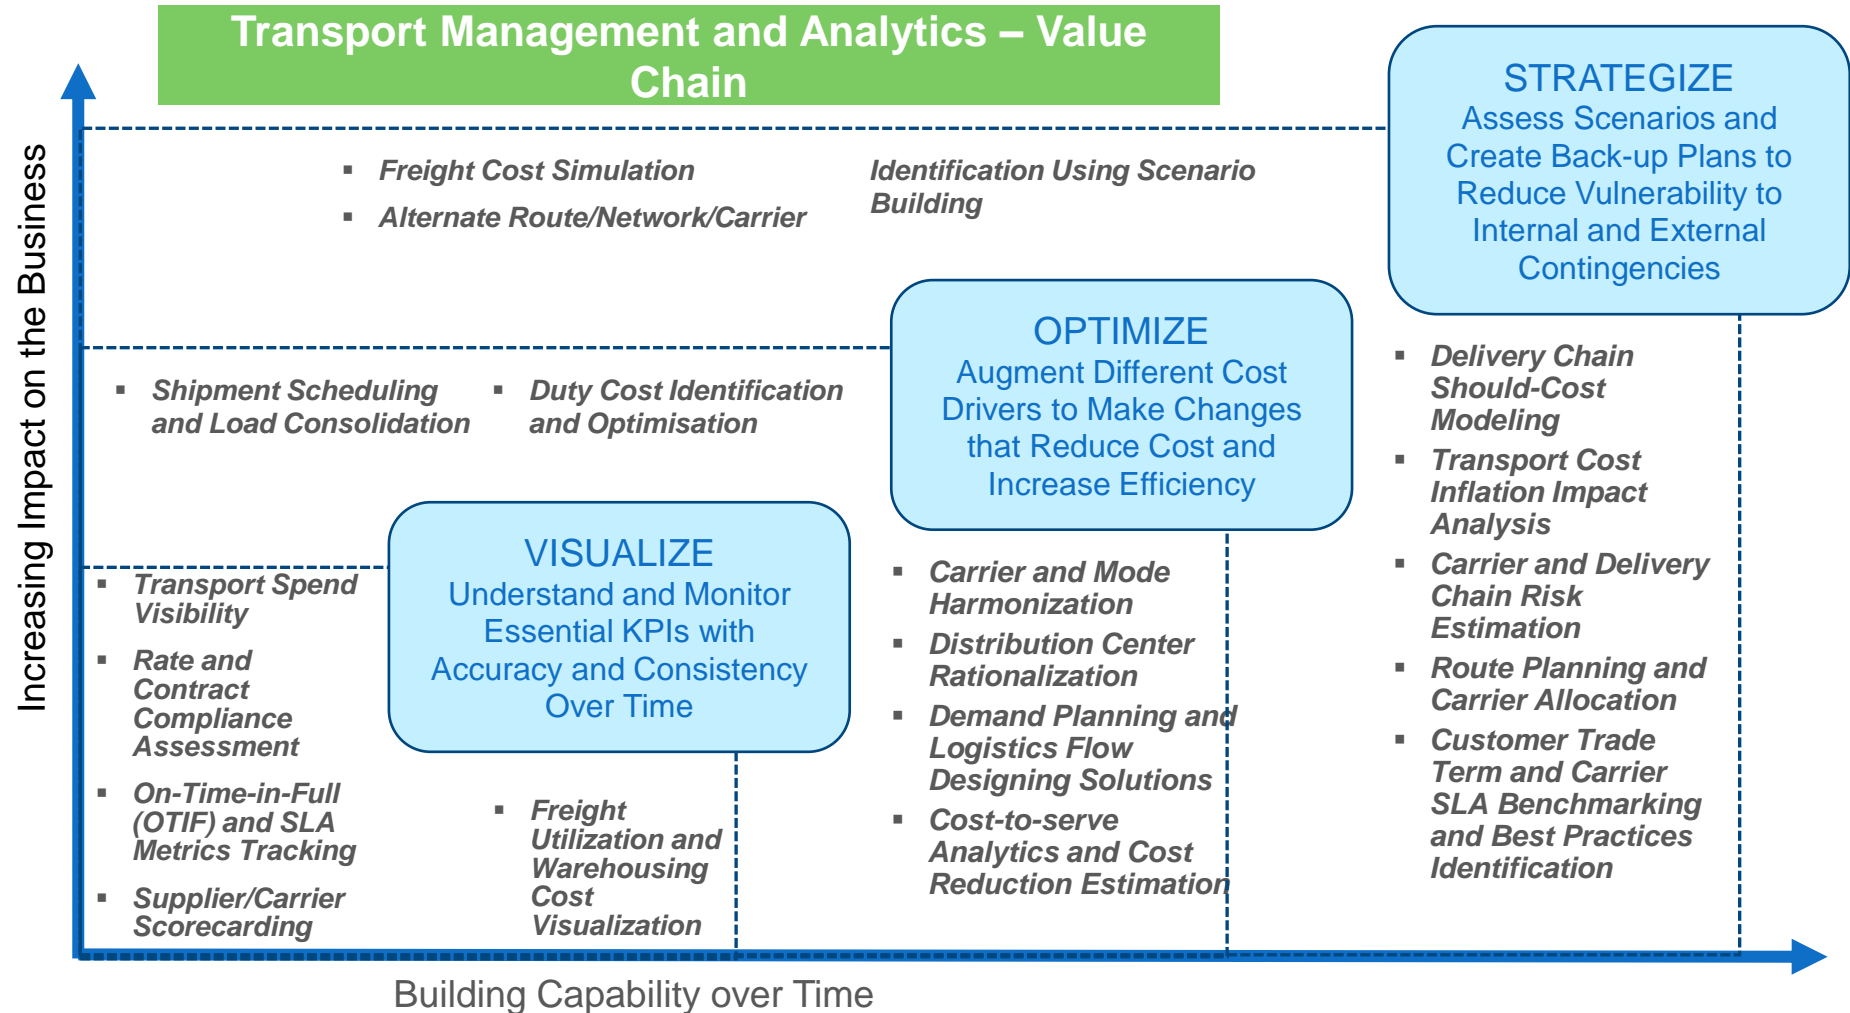 Transport Management and Analytics – Value
Chain
STRATEGIZE
Assess Scenarios and
Create Back-up Plans to
Reduce Vulnerability to
Internal and External
Contingencies
Increasing Impact on the Business
▪ Freight Cost Simulation
▪ Alternate Route/Network/Carrier
Identification Using Scenario
Building
OPTIMIZE
Augment Different Cost
Drivers to Make Changes
that Reduce Cost and
Increase Efficiency
▪ Shipment Scheduling
and Load Consolidation
▪ Duty Cost Identification
and Optimisation
▪ Delivery Chain
Should-Cost
Modeling
▪ Transport Cost
Inflation Impact
Analysis
▪ Carrier and Delivery
Chain Risk
Estimation
▪ Route Planning and
Carrier Allocation
▪ Customer Trade
Term and Carrier
SLA Benchmarking
and Best Practices
Identification
VISUALIZE
Understand and Monitor
Essential KPIs with
Accuracy and Consistency
Over Time
▪ Transport Spend
Visibility
▪ Rate and
Contract
Compliance
Assessment
▪ On-Time-in-Full
(OTIF) and SLA
Metrics Tracking
▪ Supplier/Carrier
Scorecarding
▪ Freight
Utilization and
Warehousing
Cost
Visualization
▪ Carrier and Mode
Harmonization
▪ Distribution Center
Rationalization
▪ Demand Planning and
Logistics Flow
Designing Solutions
▪ Cost-to-serve
Analytics and Cost
Reduction Estimation
Building Capability over Time